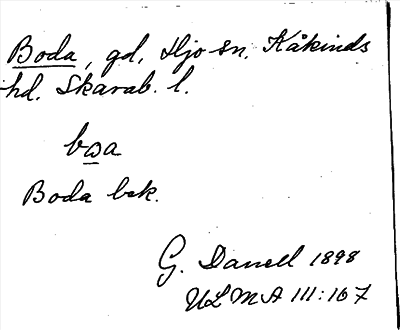 Boda, gd. Hjo sn. Kåkinds
hd. Skarab. l.
bωa
Boda bek.
G. Danell 1898
ULMA 111:167